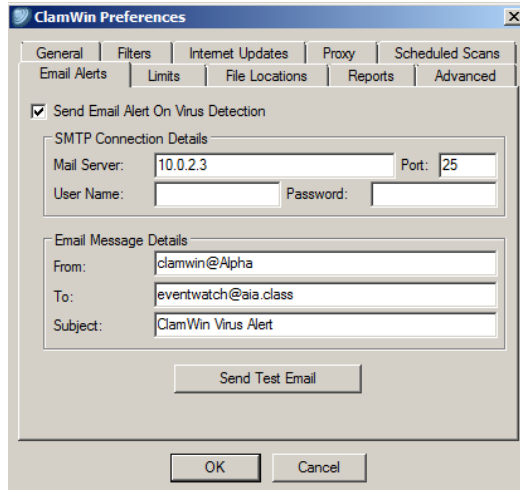 ClamWin Preferences
General Filters Internet Updates Proxy Scheduled Scans
Email Alerts Limits File Locations Reports Advanced
Send Email Alert On Virus Detection
SMTP Connection Details
Mail Server: 10.0.2.3 Port: 25
User Name: Password:
Email Message Details
From: clamwin@Alpha
To: eventwatch@aia.class
Subject: ClamWin Virus Alert
Send Test Email
OK Cancel